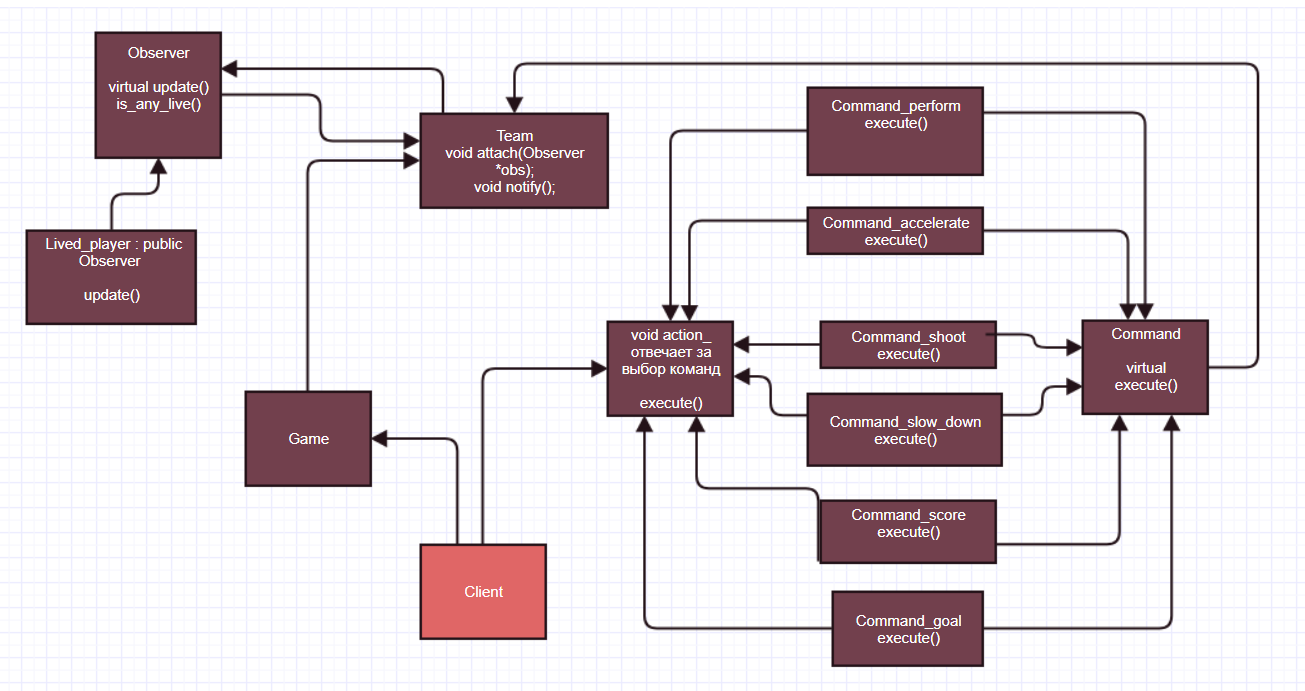 Observer
virtual update()
is_any_live()
Team
void attach(Observer
*obs);
void notify();
Lived_player : public
Observer
update()
Game
Client
Command_perform
execute()
Command_accelerate
execute()
void action_
отвечает за
выбор команд
execute()
Command_shoot
execute()
Command_slow_down
execute()
Command_score
execute()
Command_goal
execute()
Command
virtual
execute()